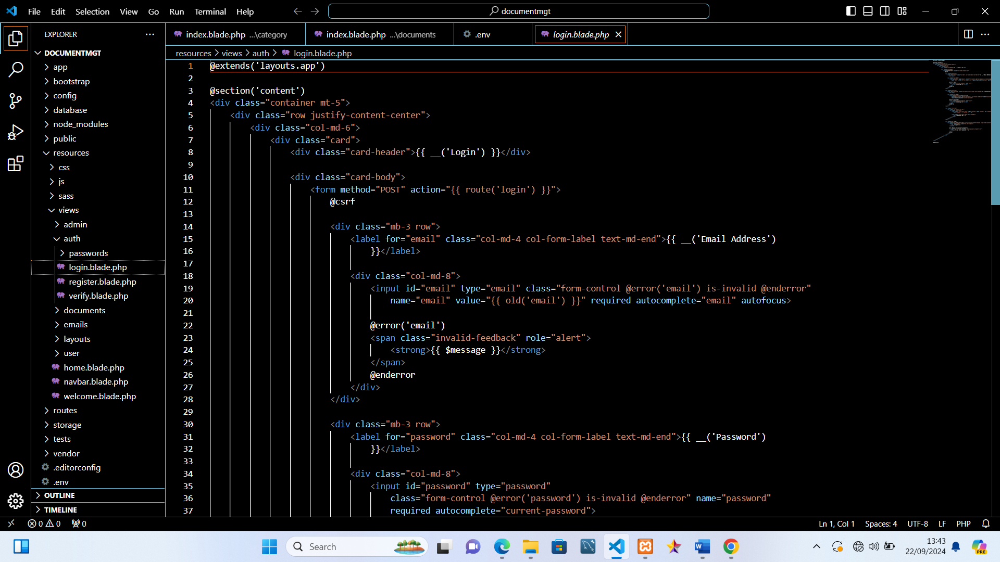 File Edit Selection View Go Run Terminal Help
documentmgt
EXPLORER
index.blade.php ...\category
index.blade.php ...\documents
.env
login.blade.php
resources > views > auth > login.blade.php
DOCUMENTMGT
app
bootstrap
config
database
node_modules
public
resources
css
js
sass
views
admin
auth
passwords
login.blade.php
register.blade.php
verify.blade.php
documents
emails
layouts
user
home.blade.php
navbar.blade.php
welcome.blade.php
routes
storage
tests
vendor
.editorconfig
.env
OUTLINE
TIMELINE
1 @extends('layouts.app')
2
3 @section('content')
4 <div class="container mt-5">
5 <div class="row justify-content-center">
6 <div class="col-md-6">
7 <div class="card">
8 <div class="card-header">{{ __('Login') }}</div>
9
10 <div class="card-body">
11 <form method="POST" action="{{ route('login') }}">
12 @csrf
13
14 <div class="mb-3 row">
15 <label for="email" class="col-md-4 col-form-label text-md-end">{{ __('Email Address')
16 }}</label>
17
18 <div class="col-md-8">
19 <input id="email" type="email" class="form-control @error('email') is-invalid @enderror"
20 name="email" value="{{ old('email') }}" required autocomplete="email" autofocus>
21
22 @error('email')
23 <span class="invalid-feedback" role="alert">
24 <strong>{{ $message }}</strong>
25 </span>
26 @enderror
27 </div>
28 </div>
29
30 <div class="mb-3 row">
31 <label for="password" class="col-md-4 col-form-label text-md-end">{{ __('Password')
32 }}</label>
33
34 <div class="col-md-8">
35 <input id="password" type="password"
36 class="form-control @error('password') is-invalid @enderror" name="password"
37 required autocomplete="current-password">
0 0 0
Ln 1, Col 1 Spaces: 4 UTF-8 LF PHP
Search
13:43
22/09/2024
PRE